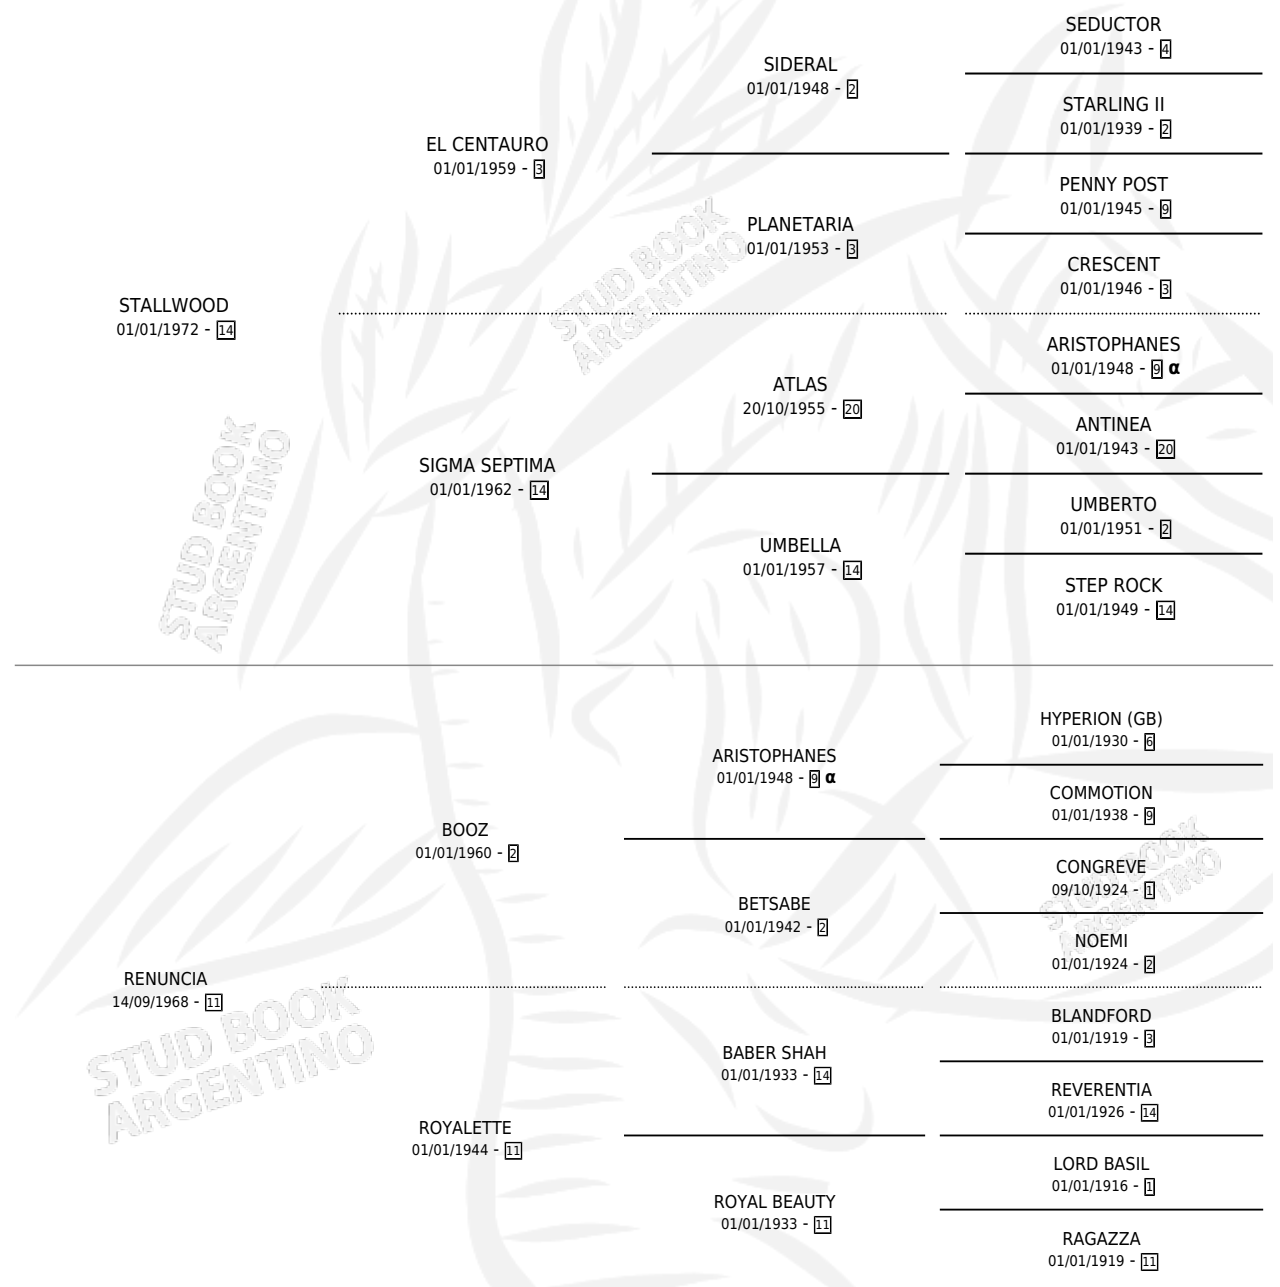 SEDUCTOR
01/01/1943 - 4
SIDERAL
01/01/1948 - 2
STARLING II
01/01/1939 - 2
EL CENTAURO
01/01/1959 - 3
PENNY POST
01/01/1945 - 9
PLANETARIA
01/01/1953 - 3
CRESCENT
01/01/1946 - 3
STALLWOOD
01/01/1972 - 14
ARISTOPHANES
01/01/1948 - 9 α
ATLAS
20/10/1955 - 20
ANTINEA
01/01/1943 - 20
SIGMA SEPTIMA
01/01/1962 - 14
UMBERTO
01/01/1951 - 2
UMBELLA
01/01/1957 - 14
STEP ROCK
01/01/1949 - 14
HYPERION (GB)
01/01/1930 - 6
ARISTOPHANES
01/01/1948 - 9 α
COMMOTION
01/01/1938 - 9
BOOZ
01/01/1960 - 2
CONGREVE
09/10/1924 - 1
BETSABE
01/01/1942 - 2
NOEMI
01/01/1924 - 2
RENUNCIA
14/09/1968 - 11
BLANDFORD
01/01/1919 - 3
BABER SHAH
01/01/1933 - 14
REVERENTIA
01/01/1926 - 14
ROYALETTE
01/01/1944 - 11
LORD BASIL
01/01/1916 - 1
ROYAL BEAUTY
01/01/1933 - 11
RAGAZZA
01/01/1919 - 11
STUD BOOK
ARGENTINO
STUD BOOK
ARGENTINO
STUD BOOK
ARGENTINO
STUD BOOK
ARGENTINO